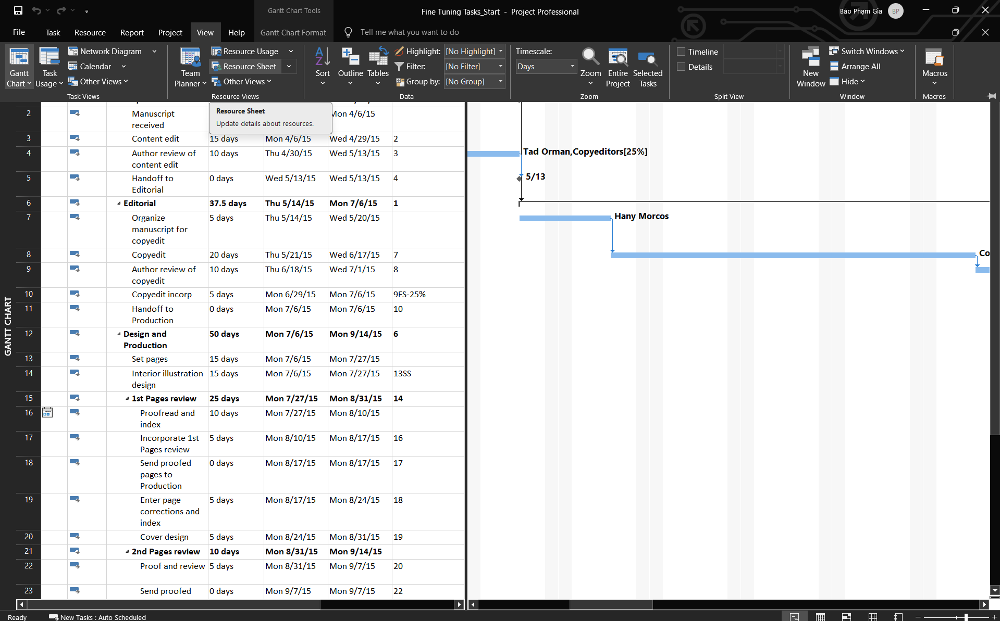 Gantt Chart Tools
Fine Tuning Tasks_Start - Project Professional
Bảo Phạm Gia
BP
File Task Resource Report Project View Help Gantt Chart Format Tell me what you want to do
Gantt Chart
Task Usage
Network Diagram
Calendar
Other Views
Task Views
Team Planner
Resource Usage
Resource Sheet
Other Views
Resource Views
Sort
Outline
Tables
Highlight: [No Highlight]
Filter: [No Filter]
Group by: [No Group]
Data
Timescale:
Days
Zoom
Entire Project
Selected Tasks
Zoom
Timeline
Details
Split View
New Window
Switch Windows
Arrange All
Hide
Window
Macros
Macros
Resource Sheet
Update details about resources.
GANTT CHART
2 Manuscript received Mon 4/6/15
3 Content edit 15 days Mon 4/6/15 Wed 4/29/15 2
4 Author review of content edit 10 days Thu 4/30/15 Wed 5/13/15 3
5 Handoff to Editorial 0 days Wed 5/13/15 Wed 5/13/15 4
6 Editorial 37.5 days Thu 5/14/15 Mon 7/6/15 1
7 Organize manuscript for copyedit 5 days Thu 5/14/15 Wed 5/20/15
8 Copyedit 20 days Thu 5/21/15 Wed 6/17/15 7
9 Author review of copyedit 10 days Thu 6/18/15 Wed 7/1/15 8
10 Copyedit incorp 5 days Mon 6/29/15 Mon 7/6/15 9FS-25%
11 Handoff to Production 0 days Mon 7/6/15 Mon 7/6/15 10
12 Design and Production 50 days Mon 7/6/15 Mon 9/14/15 6
13 Set pages 15 days Mon 7/6/15 Mon 7/27/15
14 Interior illustration design 15 days Mon 7/6/15 Mon 7/27/15 13SS
15 1st Pages review 25 days Mon 7/27/15 Mon 8/31/15 14
16 Proofread and index 10 days Mon 7/27/15 Mon 8/10/15
17 Incorporate 1st Pages review 5 days Mon 8/10/15 Mon 8/17/15 16
18 Send proofed pages to Production 0 days Mon 8/17/15 Mon 8/17/15 17
19 Enter page corrections and index 5 days Mon 8/17/15 Mon 8/24/15 18
20 Cover design 5 days Mon 8/24/15 Mon 8/31/15 19
21 2nd Pages review 10 days Mon 8/31/15 Mon 9/14/15
22 Proof and review 5 days Mon 8/31/15 Mon 9/7/15 20
23 Send proofed 0 days Mon 9/7/15 Mon 9/7/15 22
Tad Orman,Copyeditors[25%]
5/13
Hany Morcos
Co
Ready
New Tasks : Auto Scheduled